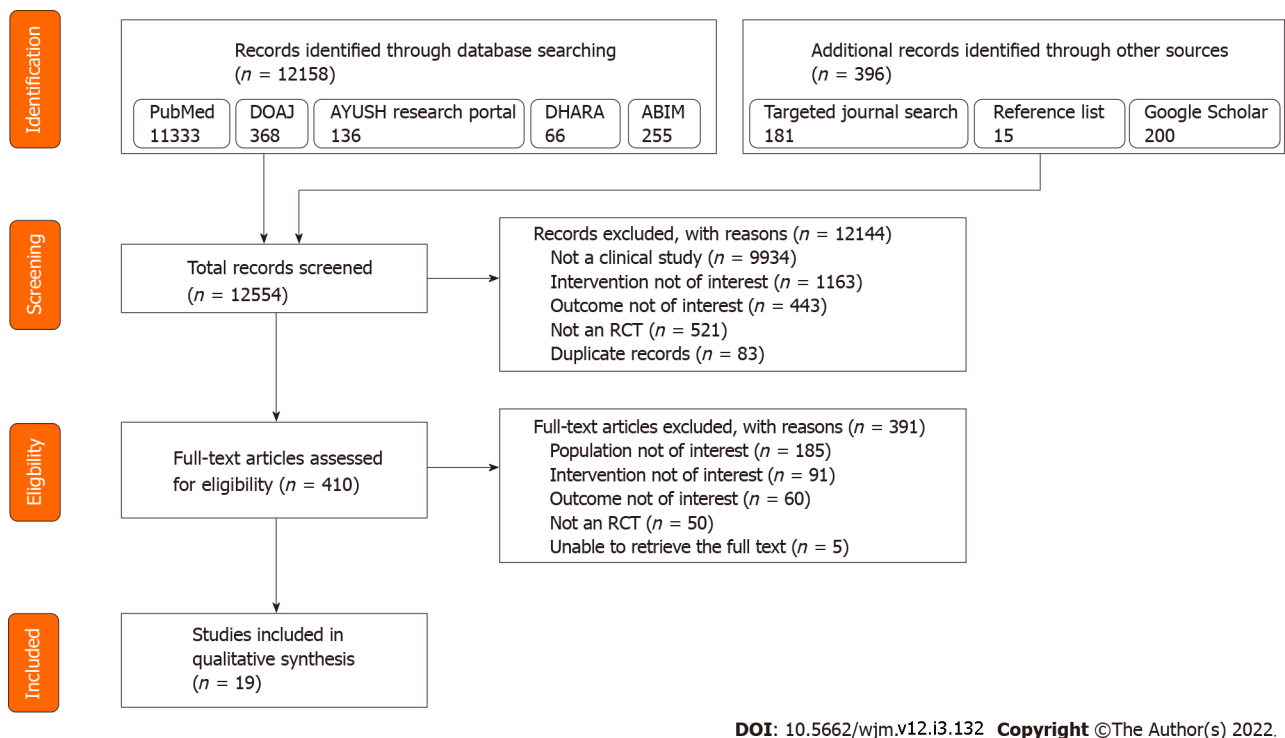 Identification
Records identified through database searching
(n = 12158)
PubMed
11333
DOAJ
368
AYUSH research portal
136
DHARA
66
ABIM
255
Additional records identified through other sources
(n = 396)
Targeted journal search
181
Reference list
15
Google Scholar
200
Screening
Total records screened
(n = 12554)
Records excluded, with reasons (n = 12144)
Not a clinical study (n = 9934)
Intervention not of interest (n = 1163)
Outcome not of interest (n = 443)
Not an RCT (n = 521)
Duplicate records (n = 83)
Eligbility
Full-text articles assessed
for eligibility (n = 410)
Full-text articles excluded, with reasons (n = 391)
Population not of interest (n = 185)
Intervention not of interest (n = 91)
Outcome not of interest (n = 60)
Not an RCT (n = 50)
Unable to retrieve the full text (n = 5)
Included
Studies included in
qualitative synthesis
(n = 19)
DOI: 10.5662/wjm.v12.i3.132 Copyright ©The Author(s) 2022.